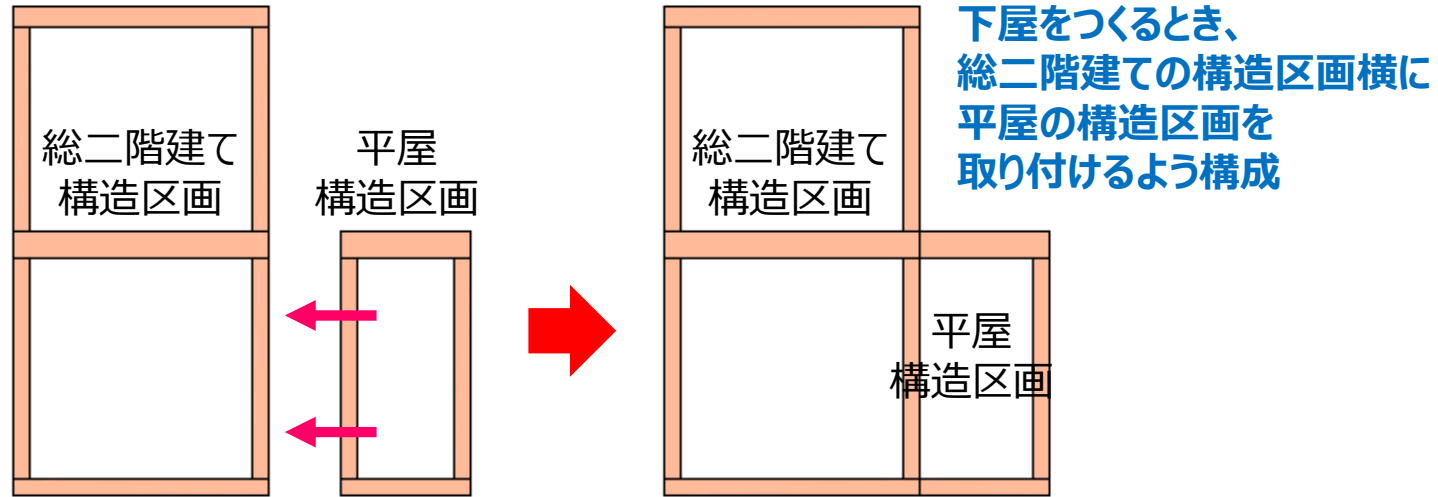 総二階建て
構造区画
平屋
構造区画
総二階建て
構造区画
平屋
構造区画
下屋をつくるとき、
総二階建ての構造区画横に
平屋の構造区画を
取り付けるよう構成